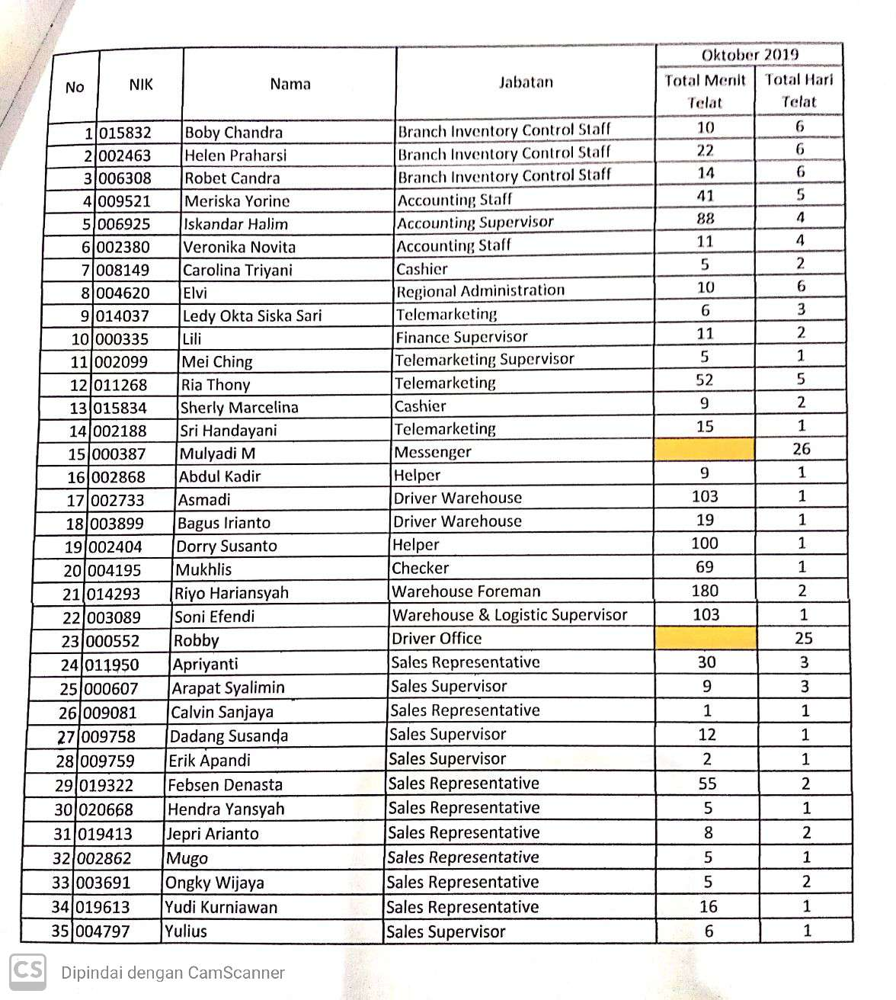 Oktober 2019
No NIK Nama Jabatan Total Menit Telat Total Hari Telat
1 015832 Boby Chandra Branch Inventory Control Staff 10 6
2 002463 Helen Praharsi Branch Inventory Control Staff 22 6
3 006308 Robet Candra Branch Inventory Control Staff 14 6
4 009521 Meriska Yorine Accounting Staff 41 5
5 006925 Iskandar Halim Accounting Supervisor 88 4
6 002380 Veronika Novita Accounting Staff 11 4
7 008149 Carolina Triyani Cashier 5 2
8 004620 Elvi Regional Administration 10 6
9 014037 Ledy Okta Siska Sari Telemarketing 6 3
10 000335 Lili Finance Supervisor 11 2
11 002099 Mei Ching Telemarketing Supervisor 5 1
12 011268 Ria Thony Telemarketing 52 5
13 015834 Sherly Marcelina Cashier 9 2
14 002188 Sri Handayani Telemarketing 15 1
15 000387 Mulyadi M Messenger 26
16 002868 Abdul Kadir Helper 9 1
17 002733 Asmadi Driver Warehouse 103 1
18 003899 Bagus Irianto Driver Warehouse 19 1
19 002404 Dorry Susanto Helper 100 1
20 004195 Mukhlis Checker 69 1
21 014293 Riyo Hariansyah Warehouse Foreman 180 2
22 003089 Soni Efendi Warehouse & Logistic Supervisor 103 1
23 000552 Robby Driver Office 25
24 011950 Apriyanti Sales Representative 30 3
25 000607 Arapat Syalimin Sales Supervisor 9 3
26 009081 Calvin Sanjaya Sales Representative 1 1
27 009758 Dadang Susanda Sales Supervisor 12 1
28 009759 Erik Apandi Sales Supervisor 2 1
29 019322 Febsen Denasta Sales Representative 55 2
30 020668 Hendra Yansyah Sales Representative 5 1
31 019413 Jepri Arianto Sales Representative 8 2
32 002862 Mugo Sales Representative 5 1
33 003691 Ongky Wijaya Sales Representative 5 2
34 019613 Yudi Kurniawan Sales Representative 16 1
35 004797 Yulius Sales Supervisor 6 1
CS Dipindai dengan CamScanner